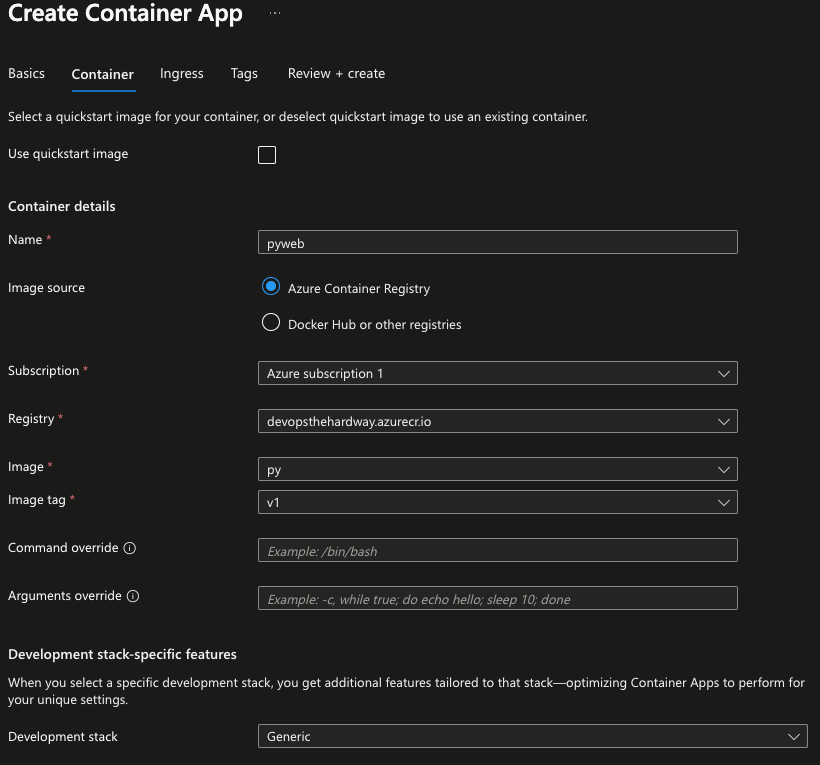 Create Container App ...
Basics Container Ingress Tags Review + create
Select a quickstart image for your container, or deselect quickstart image to use an existing container.
Use quickstart image
Container details
Name *
pyweb
Image source
Azure Container Registry
Docker Hub or other registries
Subscription *
Azure subscription 1
Registry *
devopsthehardway.azurecr.io
Image *
py
Image tag *
v1
Command override
Example: /bin/bash
Arguments override
Example: -c, while true; do echo hello; sleep 10; done
Development stack-specific features
When you select a specific development stack, you get additional features tailored to that stack—optimizing Container Apps to perform for
your unique settings.
Development stack
Generic